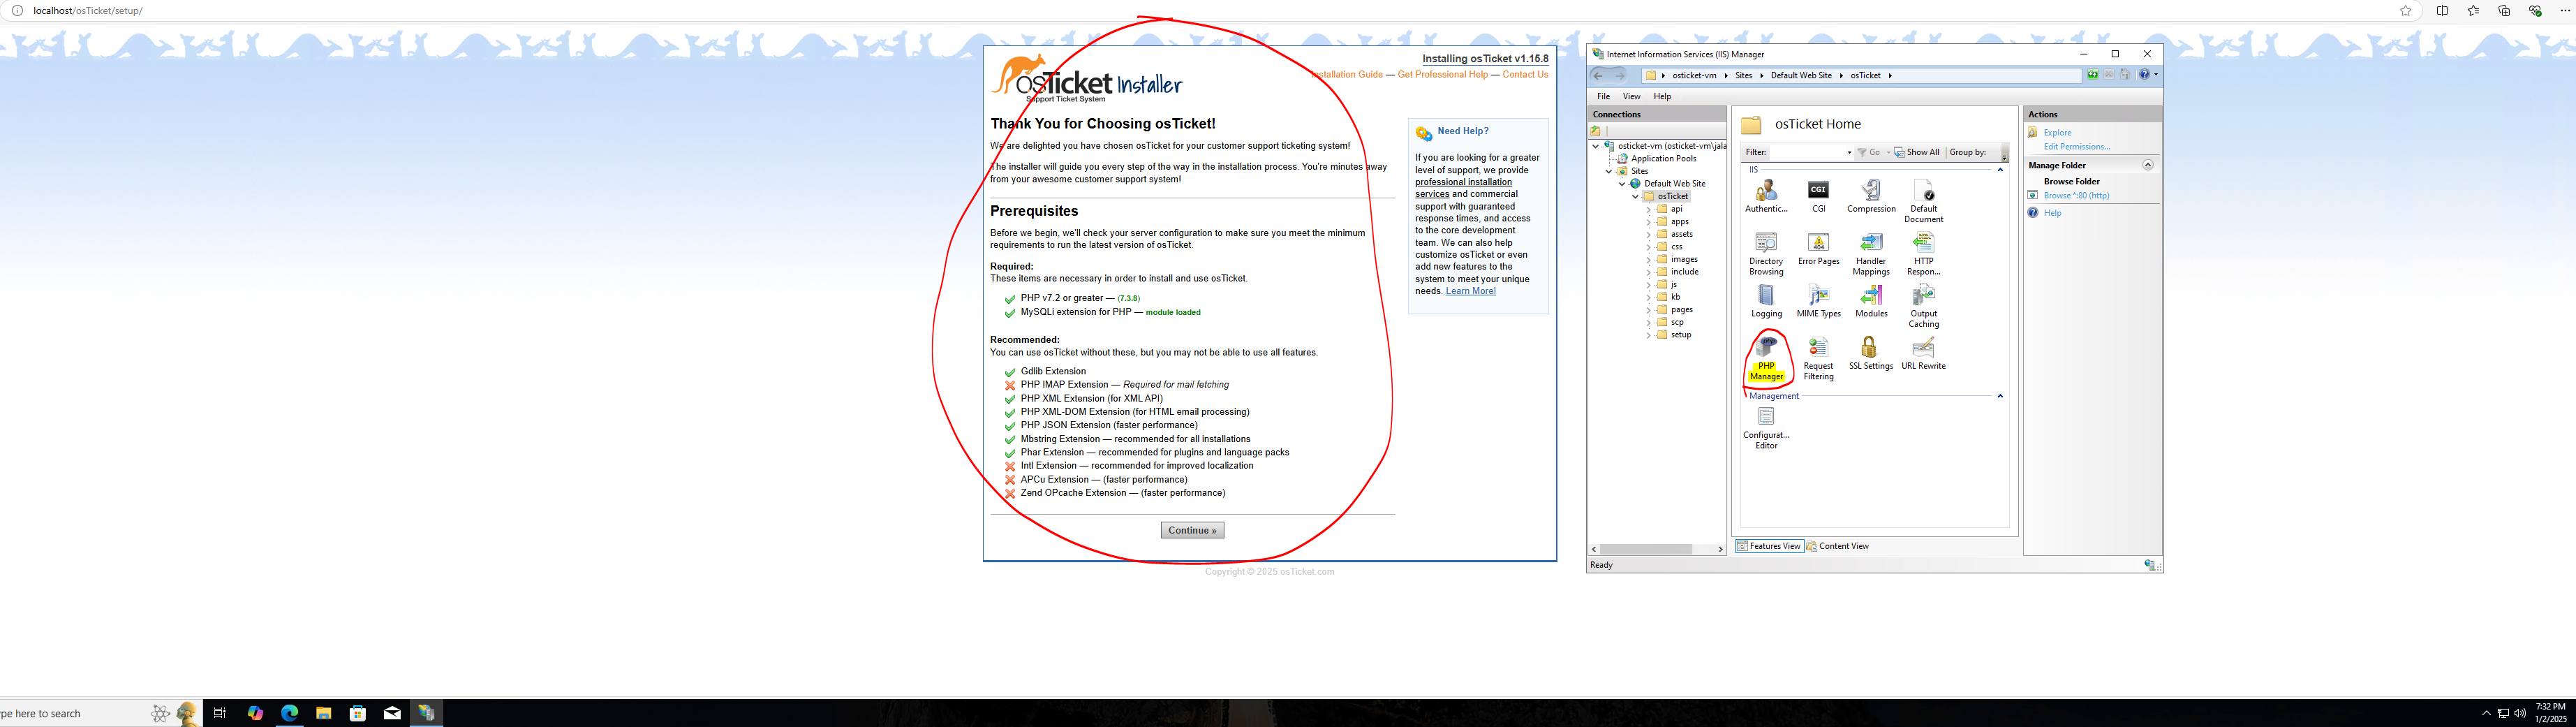 localhost/osTicket/setup/
osTicket Installer
Support Ticket System
Installing osTicket v1.15.8
Installation Guide — Get Professional Help — Contact Us
Thank You for Choosing osTicket!
We are delighted you have chosen osTicket for your customer support ticketing system!
The installer will guide you every step of the way in the installation process. You're minutes away
from your awesome customer support system!
Prerequisites
Before we begin, we'll check your server configuration to make sure you meet the minimum
requirements to run the latest version of osTicket.
Required:
These items are necessary in order to install and use osTicket.
PHP v7.2 or greater — (7.3.8)
MySQLi extension for PHP — module loaded
Recommended:
You can use osTicket without these, but you may not be able to use all features.
Gdlib Extension
PHP IMAP Extension — Required for mail fetching
PHP XML Extension (for XML API)
PHP XML-DOM Extension (for HTML email processing)
PHP JSON Extension (faster performance)
Mbstring Extension — recommended for all installations
Phar Extension — recommended for plugins and language packs
Intl Extension — recommended for improved localization
APCu Extension — (faster performance)
Zend OPcache Extension — (faster performance)
Continue »
Need Help?
If you are looking for a greater
level of support, we provide
professional installation
services and commercial
support with guaranteed
response times, and access
to the core development
team. We can also help
customize osTicket or even
add new features to the
system to meet your unique
needs. Learn More!
Copyright © 2025 osTicket.com
Internet Information Services (IIS) Manager
osticket-vm
Sites
Default Web Site
osTicket
File View Help
Connections
osticket-vm (osticket-vm\jala
Application Pools
Sites
Default Web Site
osTicket
api
apps
assets
css
images
include
js
kb
pages
scp
setup
osTicket Home
Filter: Go Show All Group by:
IIS
Authentic...
CGI
Compression
Default
Document
Directory
Browsing
Error Pages
Handler
Mappings
HTTP
Respon...
Logging
MIME Types
Modules
Output
Caching
PHP
Manager
Request
Filtering
SSL Settings
URL Rewrite
Management
Configurat...
Editor
Features View Content View
Ready
Actions
Explore
Edit Permissions...
Manage Folder
Browse Folder
Browse *:80 (http)
Help
pe here to search
7:32 PM
1/2/2025